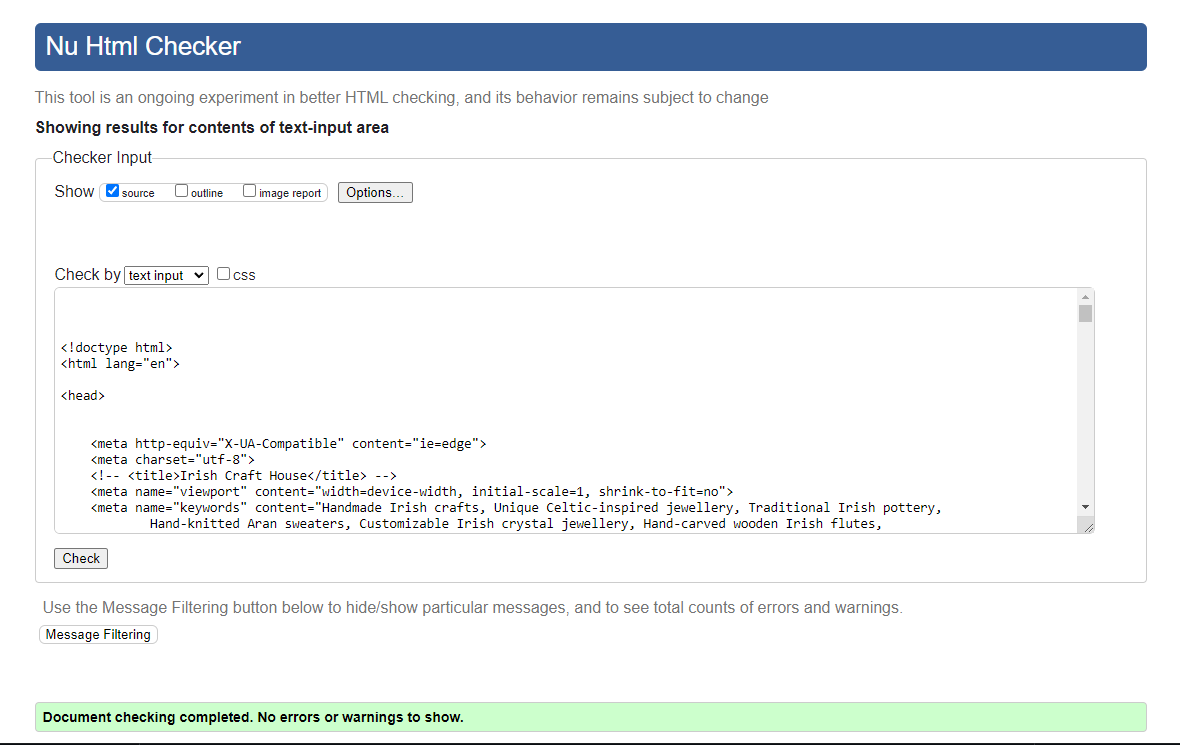 Nu Html Checker
This tool is an ongoing experiment in better HTML checking, and its behavior remains subject to change
Showing results for contents of text-input area
Checker Input
Show source outline image report Options...
Check by text input css
<!doctype html>
<html lang="en">
<head>
<meta http-equiv="X-UA-Compatible" content="ie=edge">
<meta charset="utf-8">
<!-- <title>Irish Craft House</title> -->
<meta name="viewport" content="width=device-width, initial-scale=1, shrink-to-fit=no">
<meta name="keywords" content="Handmade Irish crafts, Unique Celtic-inspired jewellery, Traditional Irish pottery,
Hand-knitted Aran sweaters, Customizable Irish crystal jewellery, Hand-carved wooden Irish flutes,
Check
Use the Message Filtering button below to hide/show particular messages, and to see total counts of errors and warnings.
Message Filtering
Document checking completed. No errors or warnings to show.